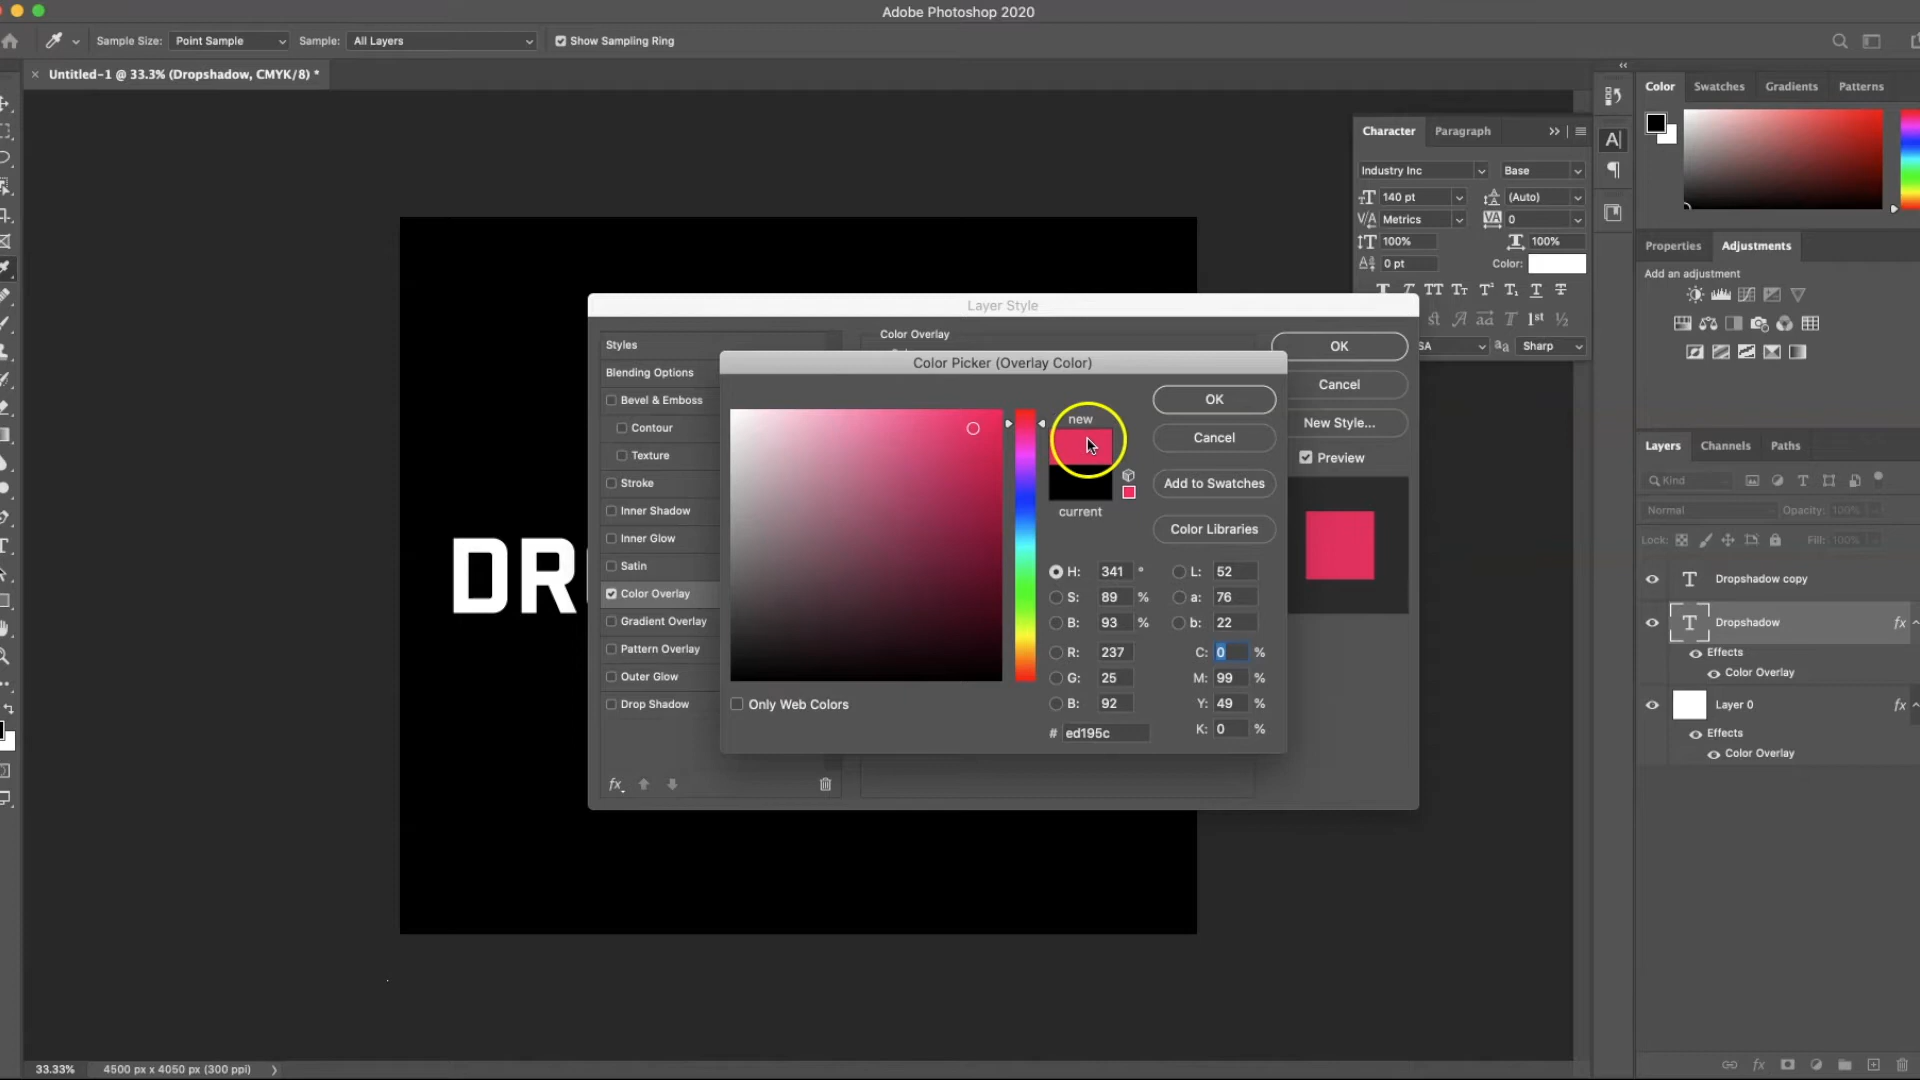 Adobe Photoshop 2020
Sample Size: Point Sample Sample: All Layers Show Sampling Ring
Untitled-1 @ 33.3% (Dropshadow, CMYK/8) *
Color Swatches Gradients Patterns
Character Paragraph
Industry Inc Base
140 pt (Auto)
Metrics 0
100% 100%
0 pt Color:
Sharp
Properties Adjustments
Add an adjustment
Layers Channels Paths
Kind
Normal Opacity: 100%
Lock: Fill: 100%
Dropshadow copy
Dropshadow fx
Effects
Color Overlay
Layer 0 fx
Effects
Color Overlay
Layer Style
Styles
Blending Options
Bevel & Emboss
Contour
Texture
Stroke
Inner Shadow
Inner Glow
Satin
Color Overlay
Gradient Overlay
Pattern Overlay
Outer Glow
Drop Shadow
fx
Color Overlay
OK
Cancel
New Style...
Preview
Color Picker (Overlay Color)
new
current
OK
Cancel
Add to Swatches
Color Libraries
H: 341 ° L: 52
S: 89 % a: 76
B: 93 % b: 22
R: 237 C: 0 %
G: 25 M: 99 %
B: 92 Y: 49 %
# ed195c K: 0 %
Only Web Colors
DR
33.33% 4500 px x 4050 px (300 ppi)